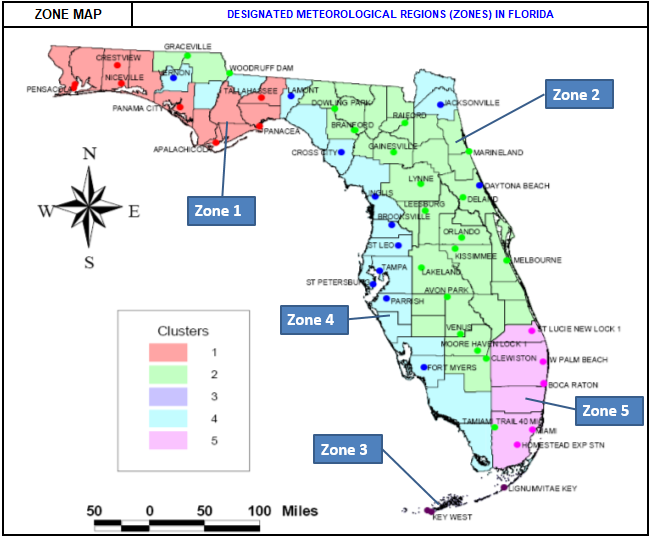 ZONE MAP
DESIGNATED METEOROLOGICAL REGIONS (ZONES) IN FLORIDA
GRACEVILLE
CRESTVIEW
WOODRUFF DAM
VERNON
NICEVILLE
PENSACOLA
TALLAHASSEE
LAMONT
Zone 2
PANAMA CITY
DOWLING PARK
JACKSONVILLE
RAIFORD
BRANFORD
PANACEA
APALACHICOLA
CROSS CITY
GAINESVILLE
MARINELAND
N
LYNNE
DAYTONA BEACH
INGLIS
DELAND
W
E
Zone 1
LEESBURG
BROOKSVILLE
ORLANDO
ST LEO
KISSIMMEE
S
MELBOURNE
TAMPA
LAKELAND
ST PETERSBURG
AVON PARK
PARRISH
Zone 4
Clusters
VENUS
ST LUCIE NEW LOCK 1
MOORE HAVEN LOCK 1
1
CLEWISTON
W PALM BEACH
2
FORT MYERS
BOCA RATON
3
4
Zone 5
5
TAMIAMI TRAIL 40 MI
MIAMI
HOMESTEAD EXP STN
Zone 3
LIGNUMVITAE KEY
KEY WEST
50 0 50 100 Miles